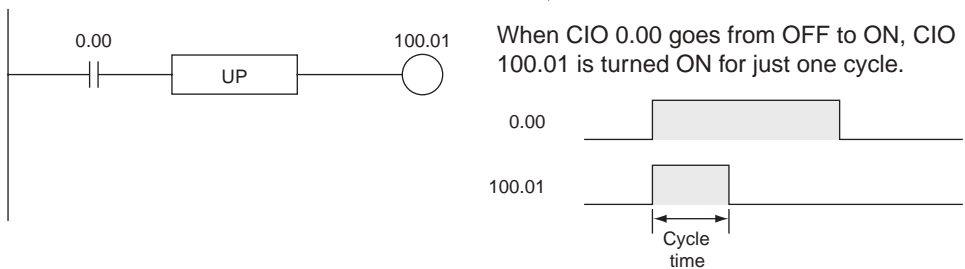 0.00
UP
100.01
When CIO 0.00 goes from OFF to ON, CIO
100.01 is turned ON for just one cycle.
0.00
100.01
Cycle
time